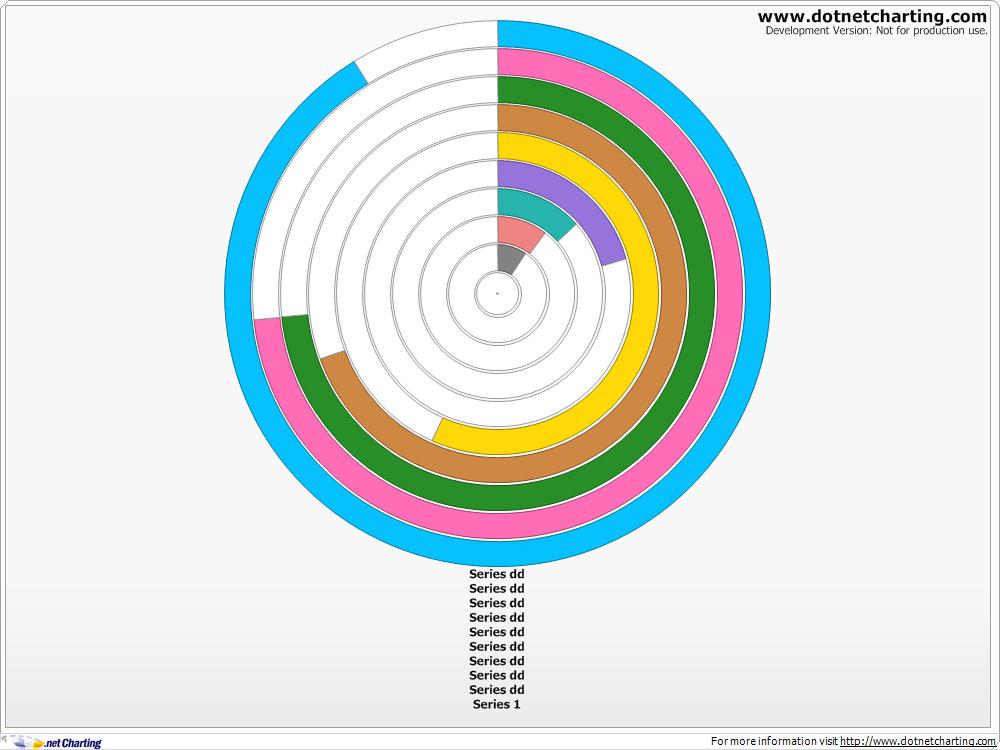 www.dotnetcharting.com
Development Version: Not for production use.
Series dd
Series dd
Series dd
Series dd
Series dd
Series dd
Series dd
Series dd
Series dd
Series 1
.net Charting
For more information visit http://www.dotnetcharting.com